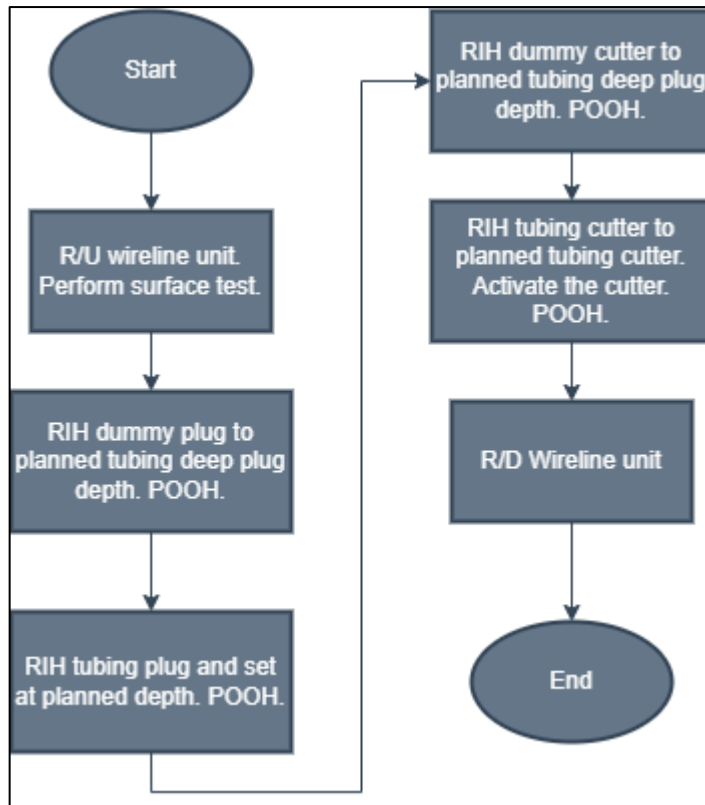 Start
R/U wireline unit.
Perform surface test.
RIH dummy plug to
planned tubing deep plug
depth. POOH.
RIH tubing plug and set
at planned depth. POOH.
RIH dummy cutter to
planned tubing deep plug
depth. POOH.
RIH tubing cutter to
planned tubing cutter.
Activate the cutter.
POOH.
R/D Wireline unit
End